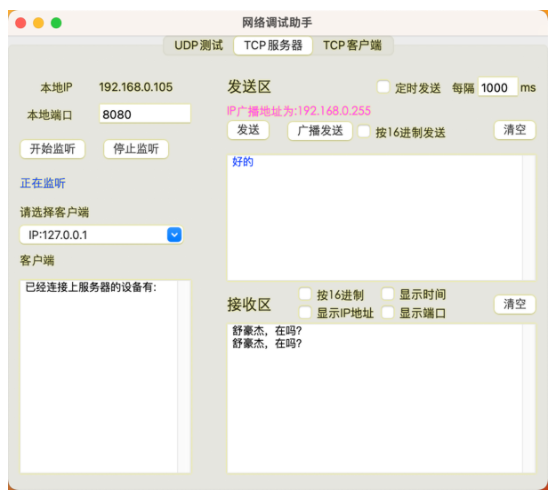 网络调试助手
UDP测试 TCP服务器 TCP客户端
本地IP 192.168.0.105
本地端口 8080
开始监听 停止监听
正在监听
请选择客户端
IP:127.0.0.1
客户端
已经连接上服务器的设备有:
发送区 定时发送 每隔 1000 ms
IP广播地址为:192.168.0.255
发送 广播发送 按16进制发送 清空
好的
接收区 按16进制 显示时间
显示IP地址 显示端口 清空
舒豪杰，在吗?
舒豪杰，在吗?